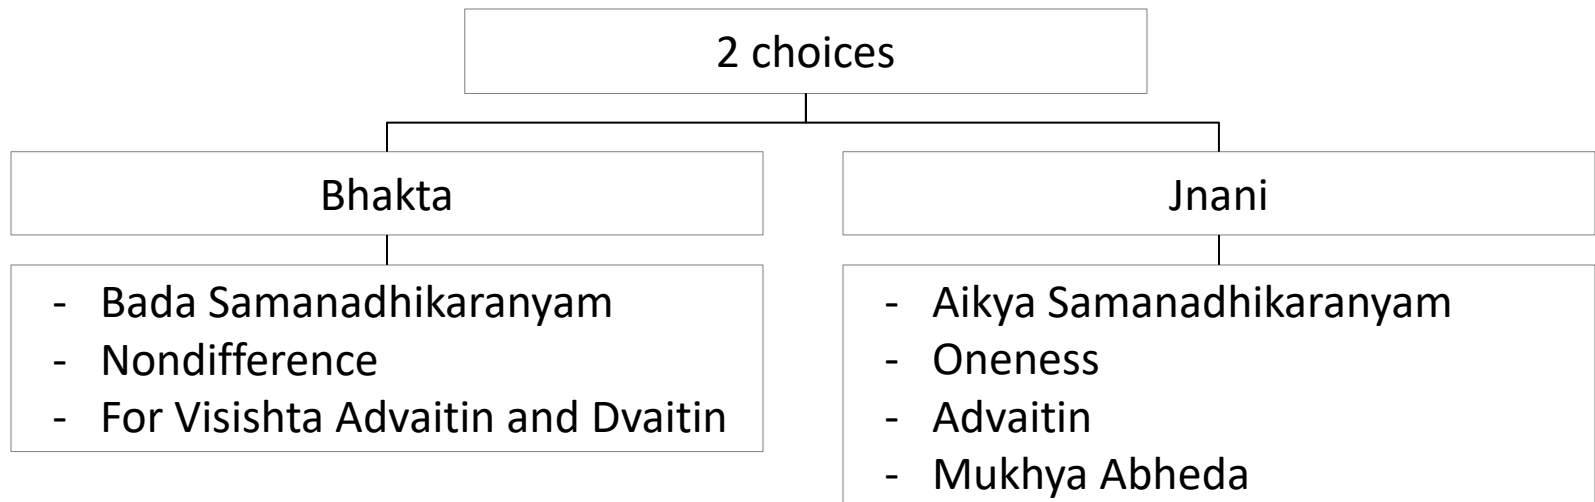 2 choices
Bhakta
- Bada Samanadhikaranyam
- Nondifference
- For Visishta Advaitin and Dvaitin
Jnani
- Aikya Samanadhikaranyam
- Oneness
- Advaitin
- Mukhya Abheda